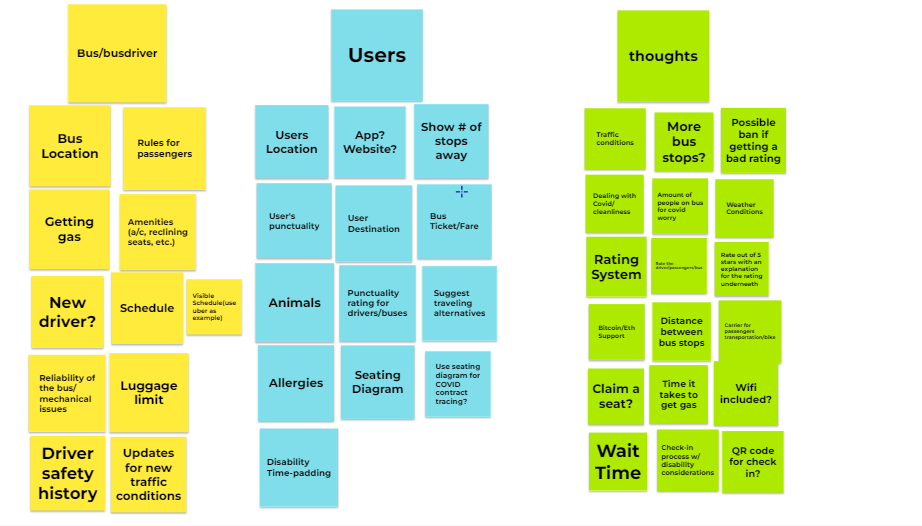 Bus/busdriver
Bus
Location
Rules for
passengers
Getting
gas
Amenities
(a/c, reclining
seats, etc.)
New
driver?
Schedule
Visible
Schedule(use
uber as
example)
Reliability of
the bus/
mechanical
issues
Luggage
limit
Driver
safety
history
Updates
for new
traffic
conditions
Users
Users
Location
App?
Website?
Show # of
stops
away
User's
punctuality
User
Destination
Bus
Ticket/Fare
Animals
Punctuality
rating for
drivers/buses
Suggest
traveling
alternatives
Allergies
Seating
Diagram
Use seating
diagram for
COVID
contract
tracing?
Disability
Time-padding
thoughts
Traffic
conditions
More
bus
stops?
Possible
ban if
getting a
bad rating
Dealing with
Covid/
cleanliness
Amount of
people on bus
for covid
worry
Weather
Conditions
Rating
System
Rate the
driver/passengers/bus
Rate out of 5
stars with an
explanation
for the rating
underneath
Bitcoin/Eth
Support
Distance
between
bus stops
Carrier for
passengers
transportation/bike
Claim a
seat?
Time it
takes to
get gas
Wifi
included?
Wait
Time
Check-in
process w/
disability
considerations
QR code
for check
in?